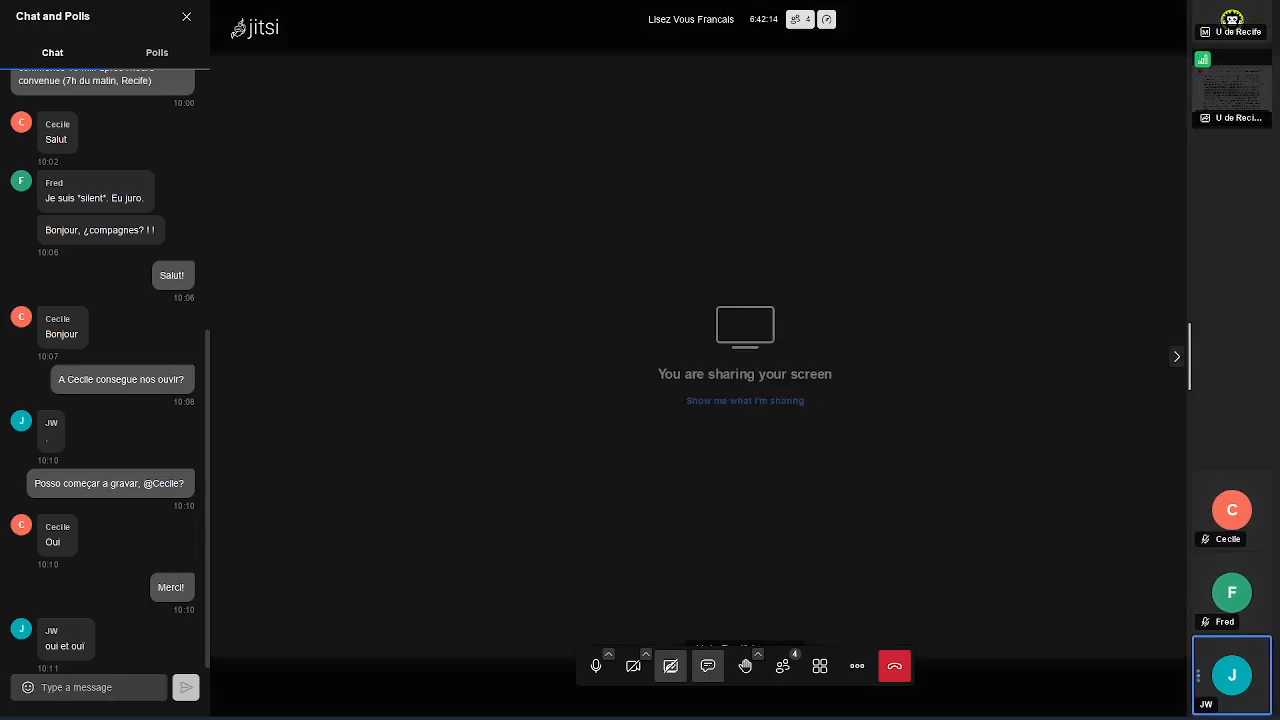 Chat and Polls
Chat
Polls
convenue (7h du matin, Recife)
10:00
C
Cecile
Salut
10:02
F
Fred
Je suis "silent". Eu juro.
Bonjour, ¿compagnes? ! !
10:06
Salut!
10:06
C
Cecile
Bonjour
10:07
A Cecile consegue nos ouvir?
10:08
J
JW
.
10:10
Posso começar a gravar, @Cecile?
10:10
C
Cecile
Oui
10:10
Merci!
10:10
J
JW
oui et oui
10:11
Type a message
jitsi
Lisez Vous Francais
6:42:14
4
You are sharing your screen
Show me what I'm sharing
4
M
U de Recife
U de Reci...
C
Cecile
F
Fred
J
JW